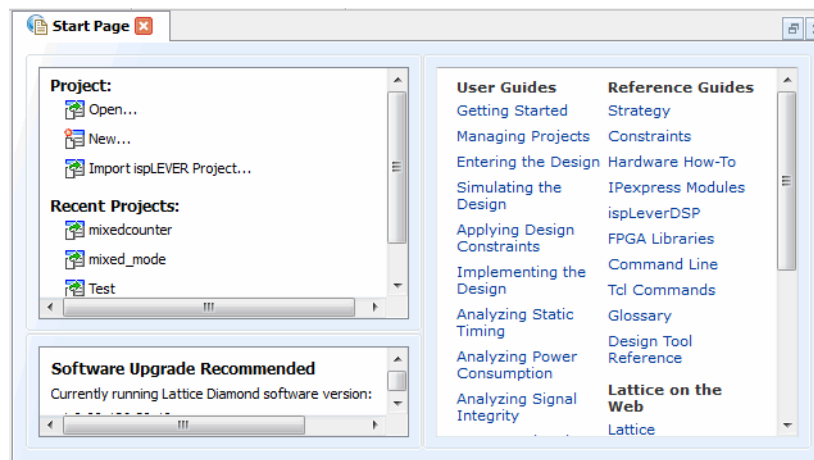 Start Page
Project:
Open...
New...
Import ispLEVER Project...
Recent Projects:
mixedcounter
mixed_mode
Test
Software Upgrade Recommended
Currently running Lattice Diamond software version:
User Guides
Getting Started
Managing Projects
Entering the Design
Simulating the
Design
Applying Design
Constraints
Implementing the
Design
Analyzing Static
Timing
Analyzing Power
Consumption
Analyzing Signal
Integrity
Reference Guides
Strategy
Constraints
Hardware How-To
IPexpress Modules
ispLeverDSP
FPGA Libraries
Command Line
Tcl Commands
Glossary
Design Tool
Reference
Lattice on the
Web
Lattice